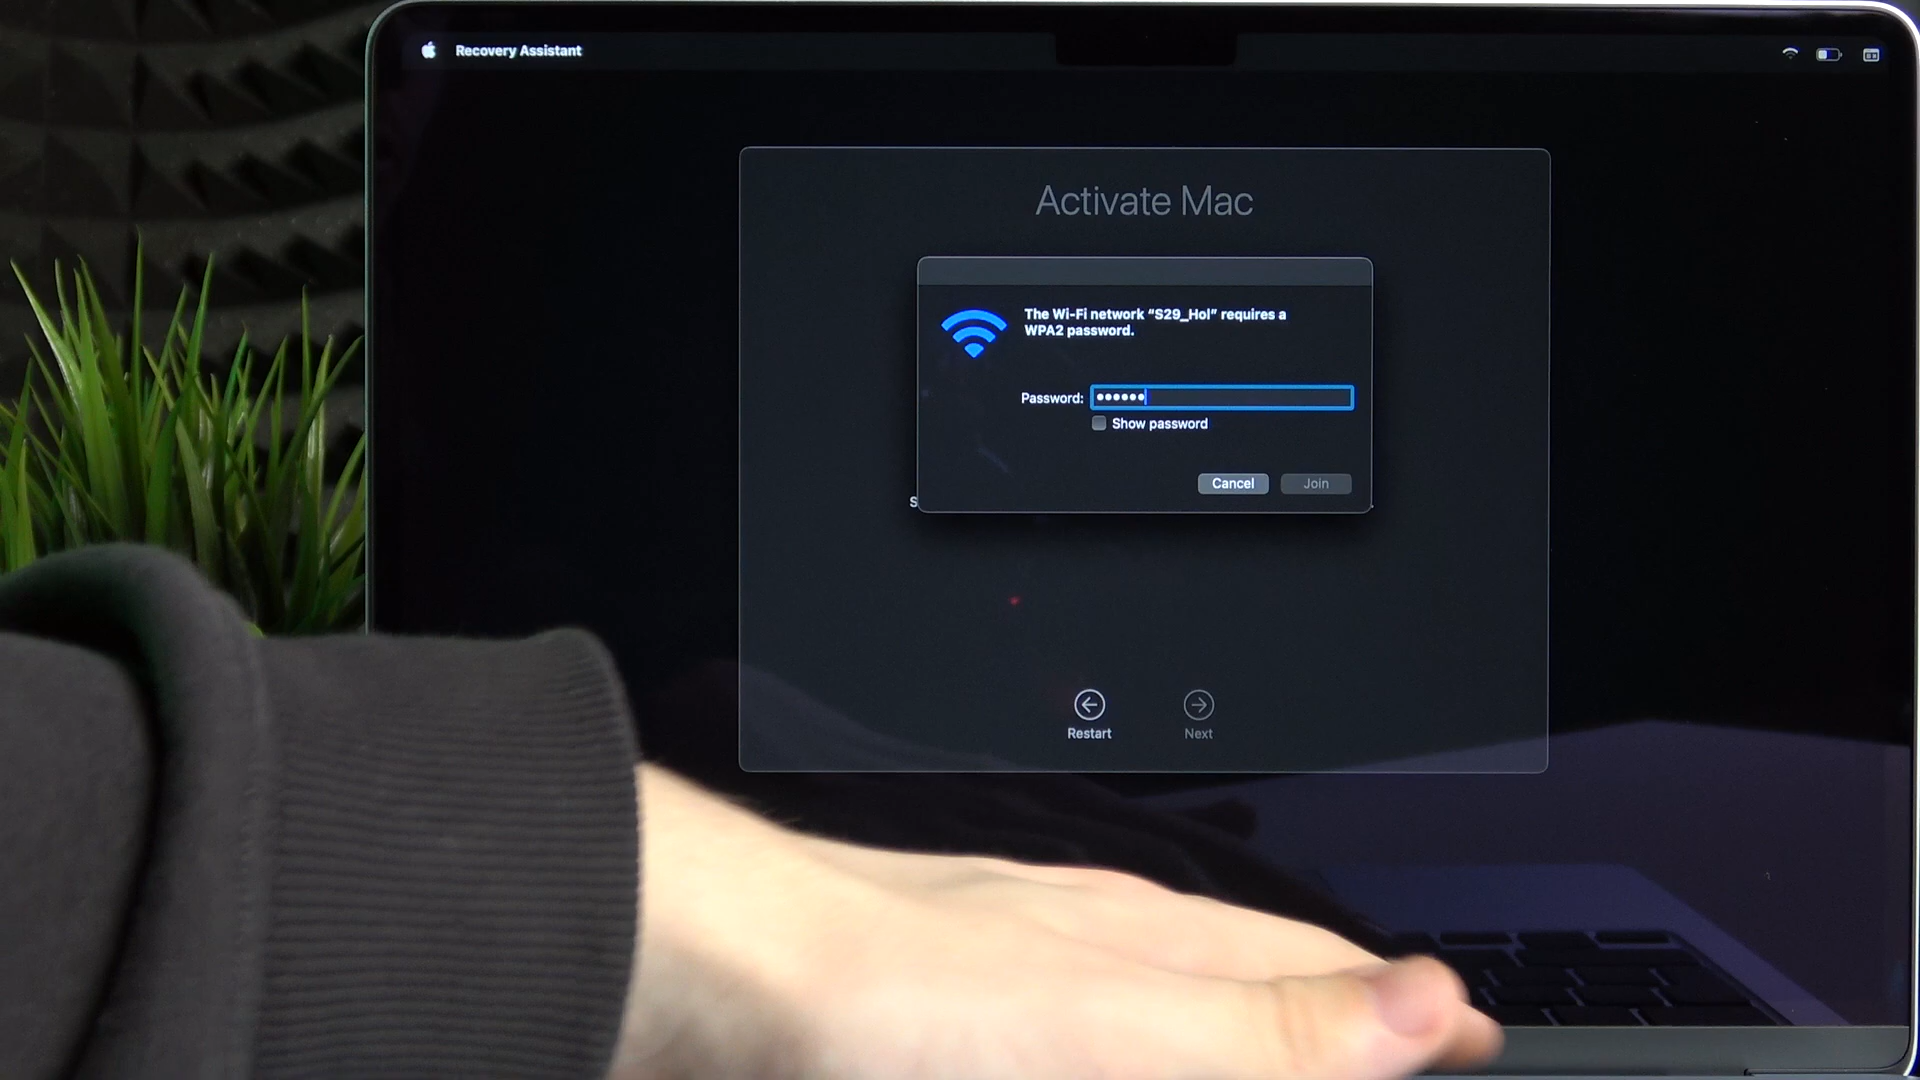 Recovery Assistant
Activate Mac
The Wi-Fi network “S29_Hol” requires a
WPA2 password.
Password: ••••••
Show password
Cancel Join
S
Restart Next